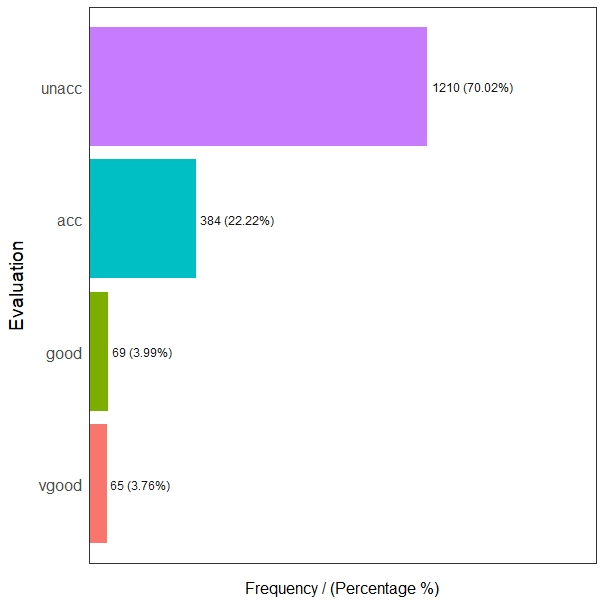 unacc
1210 (70.02%)
acc
384 (22.22%)
good
69 (3.99%)
vgood
65 (3.76%)
Evaluation
Frequency / (Percentage %)